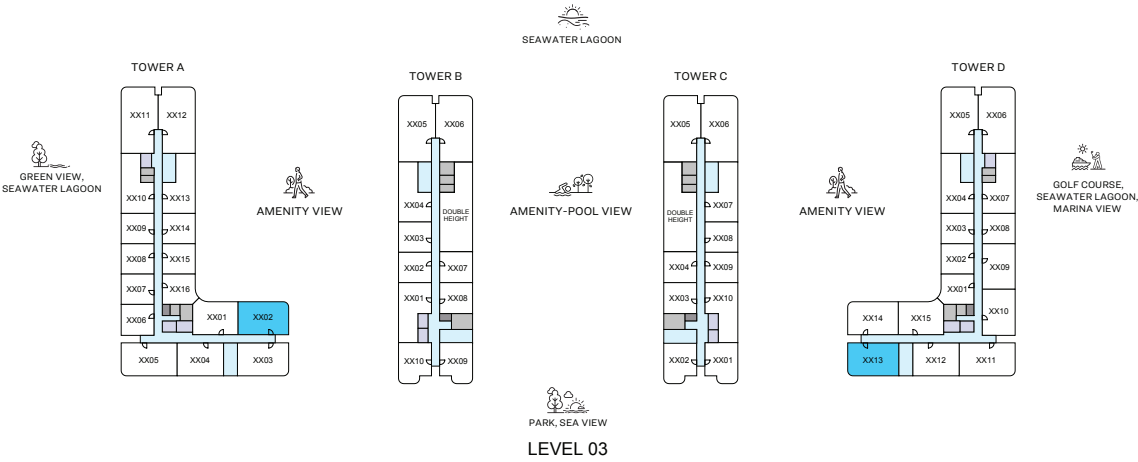 SEAWATER LAGOON
TOWER A
TOWER B
TOWER C
TOWER D
XX11
XX12
XX10
XX13
XX09
XX14
XX08
XX15
XX07
XX16
XX06
XX01
XX02
XX05
XX04
XX03
XX05
XX06
XX04
DOUBLE
HEIGHT
XX03
XX02
XX07
XX01
XX08
XX10
XX09
XX05
XX06
XX07
DOUBLE
HEIGHT
XX08
XX04
XX09
XX03
XX10
XX02
XX01
XX05
XX06
XX04
XX07
XX03
XX08
XX02
XX09
XX01
XX10
XX14
XX15
XX13
XX12
XX11
GREEN VIEW,
SEAWATER LAGOON
AMENITY VIEW
AMENITY-POOL VIEW
AMENITY VIEW
GOLF COURSE,
SEAWATER LAGOON,
MARINA VIEW
PARK, SEA VIEW
LEVEL 03